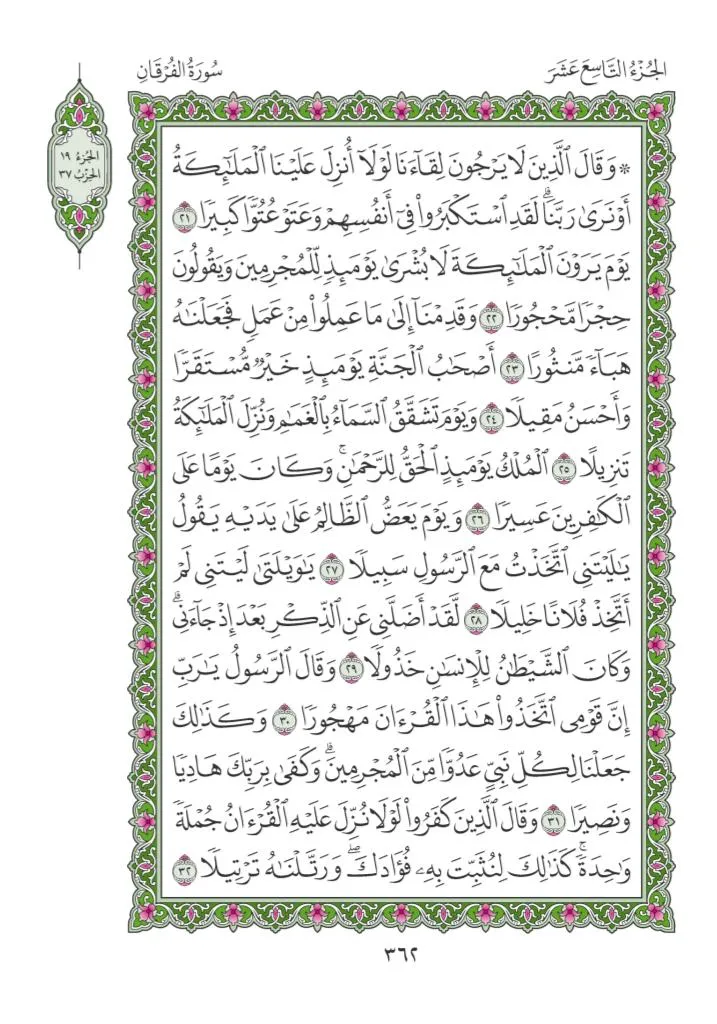 الجُزْءُ التَّاسِعَ عَشَرَ
سُورَةُ الفُرْقَانِ
الجُزءُ ١٩
الحِزْبُ ٣٧
۞ وَقَالَ ٱلَّذِينَ لَا يَرْجُونَ لِقَآءَنَا لَوْلَآ أُنزِلَ عَلَيْنَا ٱلْمَلَٰٓئِكَةُ
أَوْ نَرَىٰ رَبَّنَاۗ لَقَدِ ٱسْتَكْبَرُوا۟ فِىٓ أَنفُسِهِمْ وَعَتَوْ عُتُوًّا كَبِيرًا ٢١
يَوْمَ يَرَوْنَ ٱلْمَلَٰٓئِكَةَ لَا بُشْرَىٰ يَوْمَئِذٍ لِّلْمُجْرِمِينَ وَيَقُولُونَ
حِجْرًا مَّحْجُورًا ٢٢ وَقَدِمْنَآ إِلَىٰ مَا عَمِلُوا۟ مِنْ عَمَلٍ فَجَعَلْنَٰهُ
هَبَآءً مَّنثُورًا ٢٣ أَصْحَٰبُ ٱلْجَنَّةِ يَوْمَئِذٍ خَيْرٌ مُّسْتَقَرًّا
وَأَحْسَنُ مَقِيلًا ٢٤ وَيَوْمَ تَشَقَّقُ ٱلسَّمَآءُ بِٱلْغَمَٰمِ وَنُزِّلَ ٱلْمَلَٰٓئِكَةُ
تَنزِيلًا ٢٥ ٱلْمُلْكُ يَوْمَئِذٍ ٱلْحَقُّ لِلرَّحْمَٰنِۚ وَكَانَ يَوْمًا عَلَى
ٱلْكَٰفِرِينَ عَسِيرًا ٢٦ وَيَوْمَ يَعَضُّ ٱلظَّالِمُ عَلَىٰ يَدَيْهِ يَقُولُ
يَٰلَيْتَنِى ٱتَّخَذْتُ مَعَ ٱلرَّسُولِ سَبِيلًا ٢٧ يَٰوَيْلَتَىٰ لَيْتَنِى لَمْ
أَتَّخِذْ فُلَانًا خَلِيلًا ٢٨ لَّقَدْ أَضَلَّنِى عَنِ ٱلذِّكْرِ بَعْدَ إِذْ جَآءَنِىۗ
وَكَانَ ٱلشَّيْطَٰنُ لِلْإِنسَٰنِ خَذُولًا ٢٩ وَقَالَ ٱلرَّسُولُ يَٰرَبِّ
إِنَّ قَوْمِى ٱتَّخَذُوا۟ هَٰذَا ٱلْقُرْءَانَ مَهْجُورًا ٣٠ وَكَذَٰلِكَ
جَعَلْنَا لِكُلِّ نَبِىٍّ عَدُوًّا مِّنَ ٱلْمُجْرِمِينَۗ وَكَفَىٰ بِرَبِّكَ هَادِيًا
وَنَصِيرًا ٣١ وَقَالَ ٱلَّذِينَ كَفَرُوا۟ لَوْلَا نُزِّلَ عَلَيْهِ ٱلْقُرْءَانُ جُمْلَةً
وَٰحِدَةًۚ كَذَٰلِكَ لِنُثَبِّتَ بِهِۦ فُؤَادَكَۖ وَرَتَّلْنَٰهُ تَرْتِيلًا ٣٢
٣٦٢